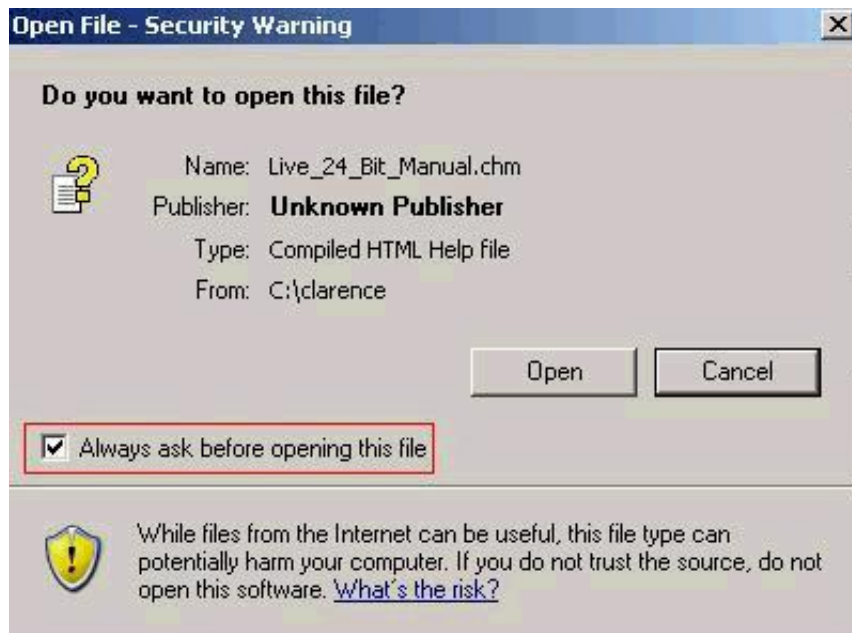 Open File - Security Warning
Do you want to open this file?
Name: Live_24_Bit_Manual.chm
Publisher: Unknown Publisher
Type: Compiled HTML Help file
From: C:\clarence
Open Cancel
Always ask before opening this file
While files from the Internet can be useful, this file type can
potentially harm your computer. If you do not trust the source, do not
open this software. What's the risk?